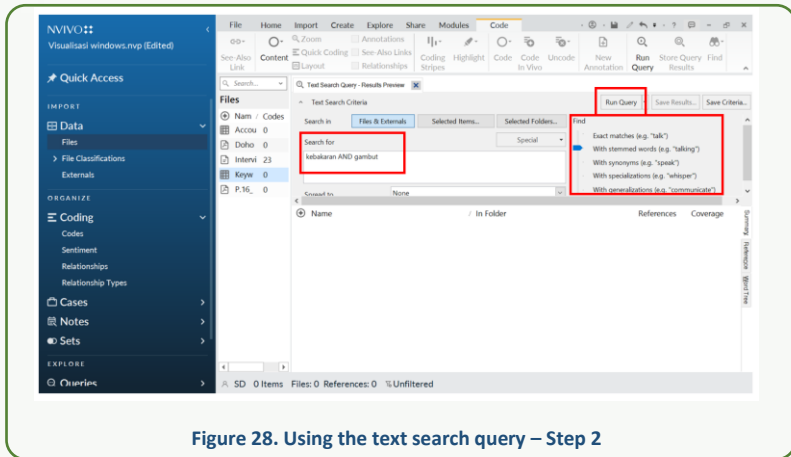 NVIVO
Visualisasi windows.nvp (Edited)
Quick Access
IMPORT
Data
Files
File Classifications
Externals
ORGANIZE
Coding
Codes
Sentiment
Relationships
Relationship Types
Cases
Notes
Sets
EXPLORE
Queries
File Home Import Create Explore Share Modules Code
See-Also Link
Content
Zoom
Quick Coding
Layout
Annotations
See-Also Links
Relationships
Coding Stripes
Highlight
Code
Code In Vivo
Uncode
New Annotation
Run Query
Store Query Results
Find
Search...
Files
Nam / Codes
Accou 0
Doho 0
Intervi 23
Keyw 0
P.16_ 0
Text Search Query - Results Preview
Text Search Criteria
Run Query Save Results... Save Criteria...
Search in Files & Externals Selected Items... Selected Folders...
Search for Special
kebakaran AND gambut
Spread to None
Find
Exact matches (e.g. "talk")
With stemmed words (e.g. "talking")
With synonyms (e.g. "speak")
With specializations (e.g. "whisper")
With generalizations (e.g. "communicate")
Name / In Folder References Coverage
Summary
Reference
Word Tree
SD 0 Items Files: 0 References: 0 Unfiltered
Figure 28. Using the text search query – Step 2